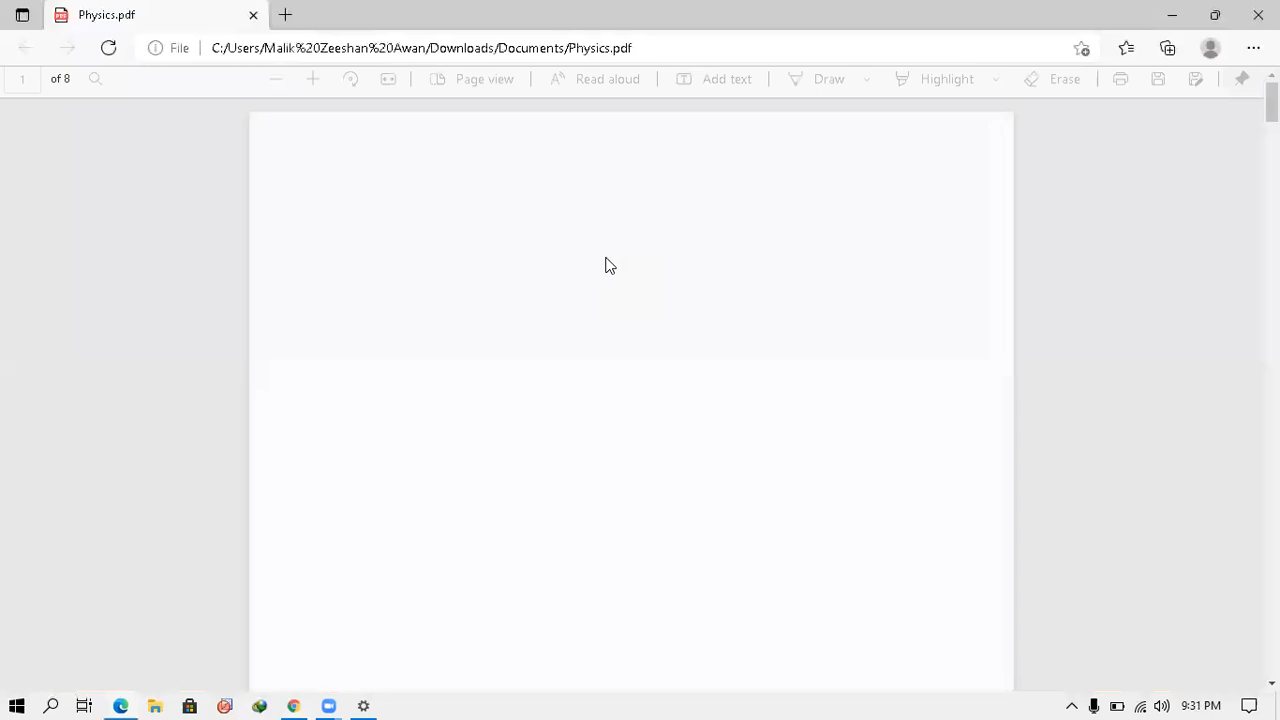 Physics.pdf
File C:/Users/Malik%20Zeeshan%20Awan/Downloads/Documents/Physics.pdf
1 of 8 Page view Read aloud Add text Draw Highlight Erase
9:31 PM